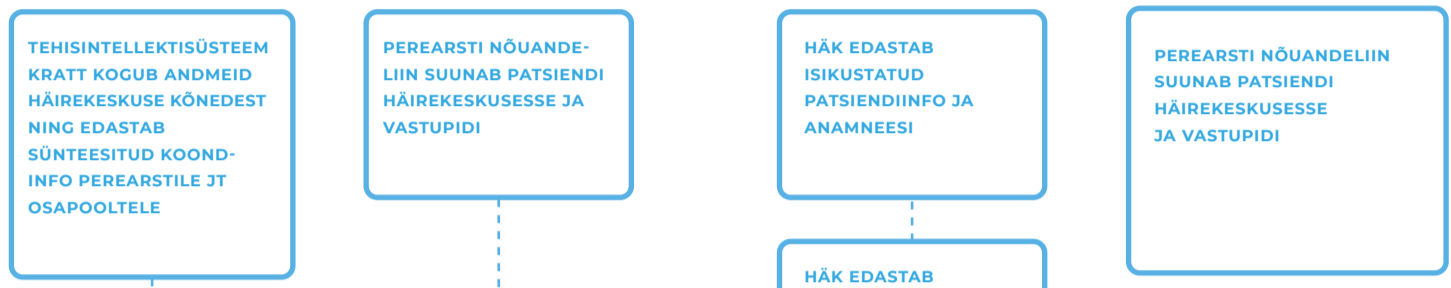 TEHISINTELLEKTISÜSTEEM
KRATT KOGUB ANDMEID
HÄIREKESKUSE KÕNEDEST
NING EDASTAB
SÜNTEESITUD KOOND-
INFO PEREARSTILE JT
OSAPOOLTELE
PEREARSTI NÕUANDE-
LIIN SUUNAB PATSIENDI
HÄIREKESKUSESSE JA
VASTUPIDI
HÄK EDASTAB
ISIKUSTATUD
PATSIENDIINFO JA
ANAMNEESI
HÄK EDASTAB
PEREARSTI NÕUANDELIIN
SUUNAB PATSIENDI
HÄIREKESKUSESSE
JA VASTUPIDI